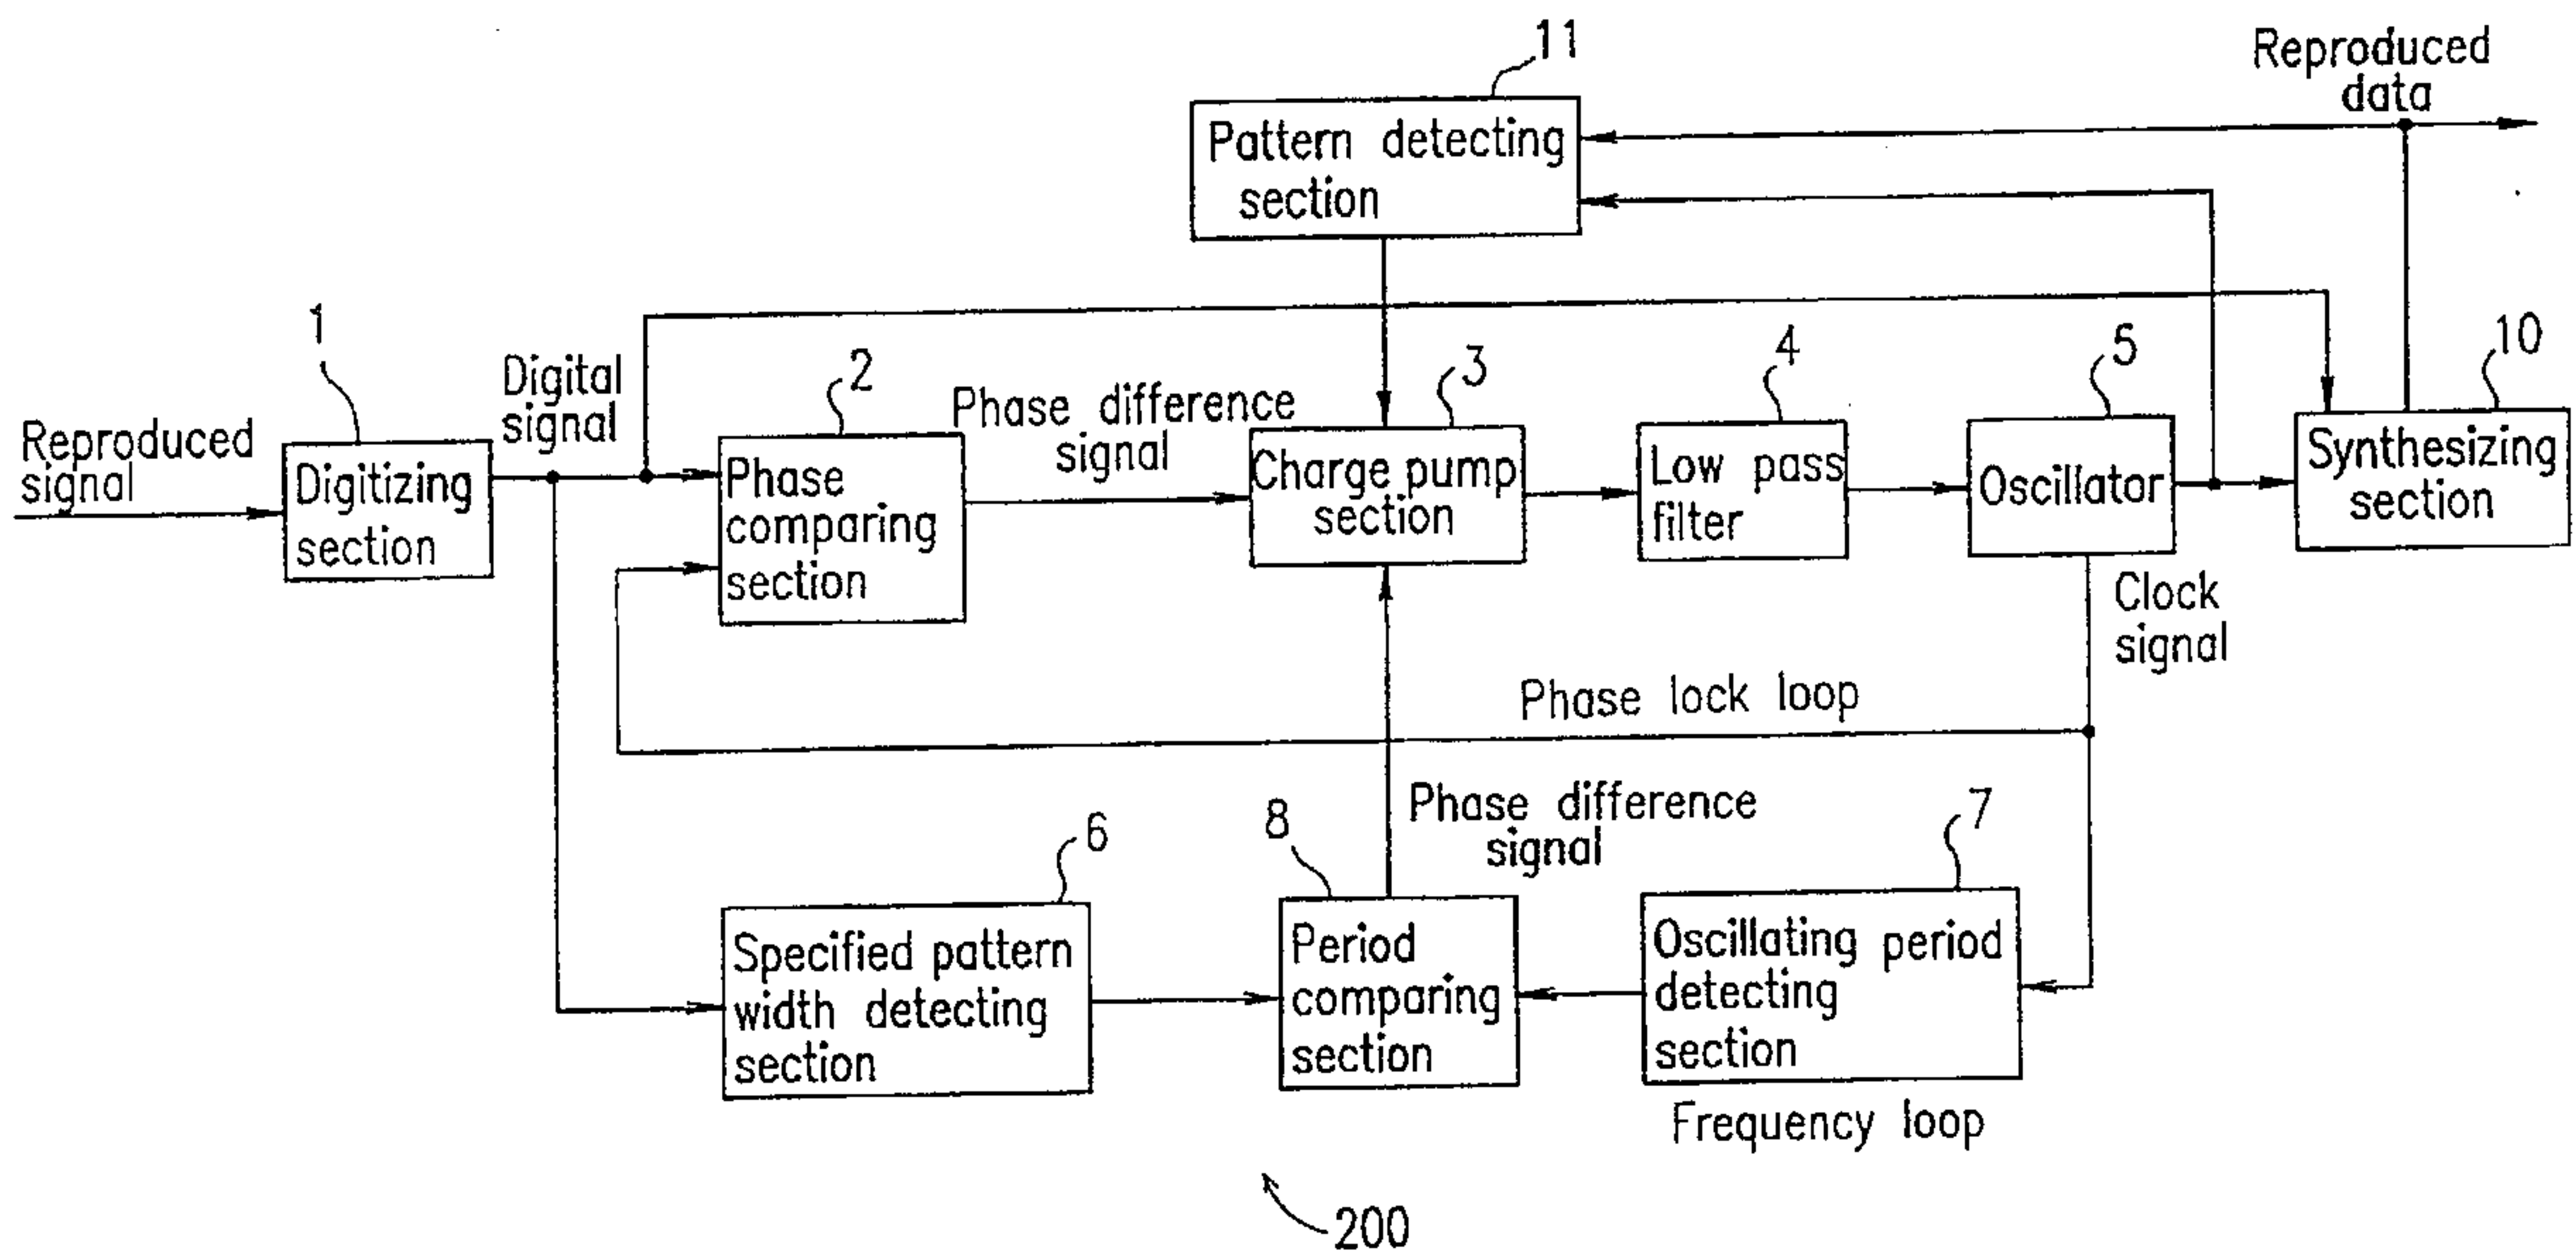 11
Reproduced
data
Pattern detecting
section
1
Digital
signal
2
Phase difference
signal
3
4
5
10
Reproduced
signal
Digitizing
section
Phase
comparing
section
Charge pump
section
Low pass
filter
Oscillator
Synthesizing
section
Clock
signal
Phase lock loop
Phase difference
signal
6
8
7
Specified pattern
width detecting
section
Period
comparing
section
Oscillating period
detecting
section
Frequency loop
200